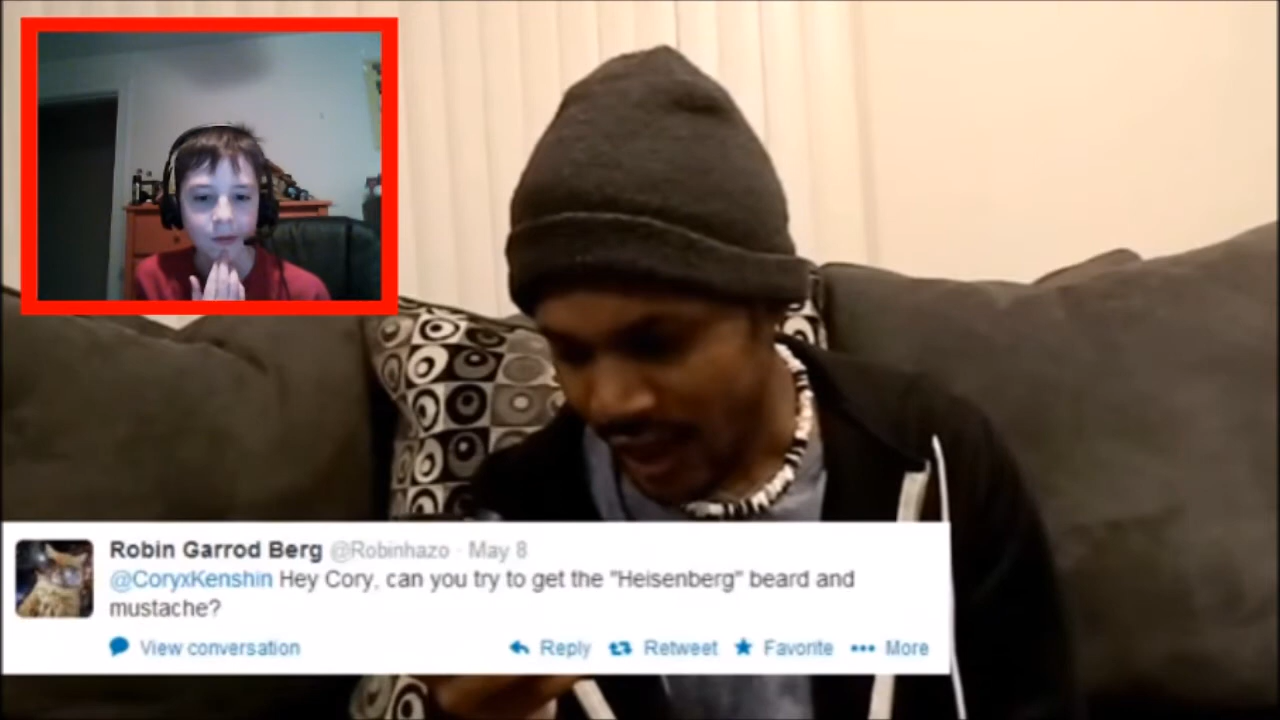 Robin Garrod Berg @Robinhazo · May 8
@CoryxKenshin Hey Cory, can you try to get the "Heisenberg" beard and
mustache?
View conversation Reply Retweet Favorite More